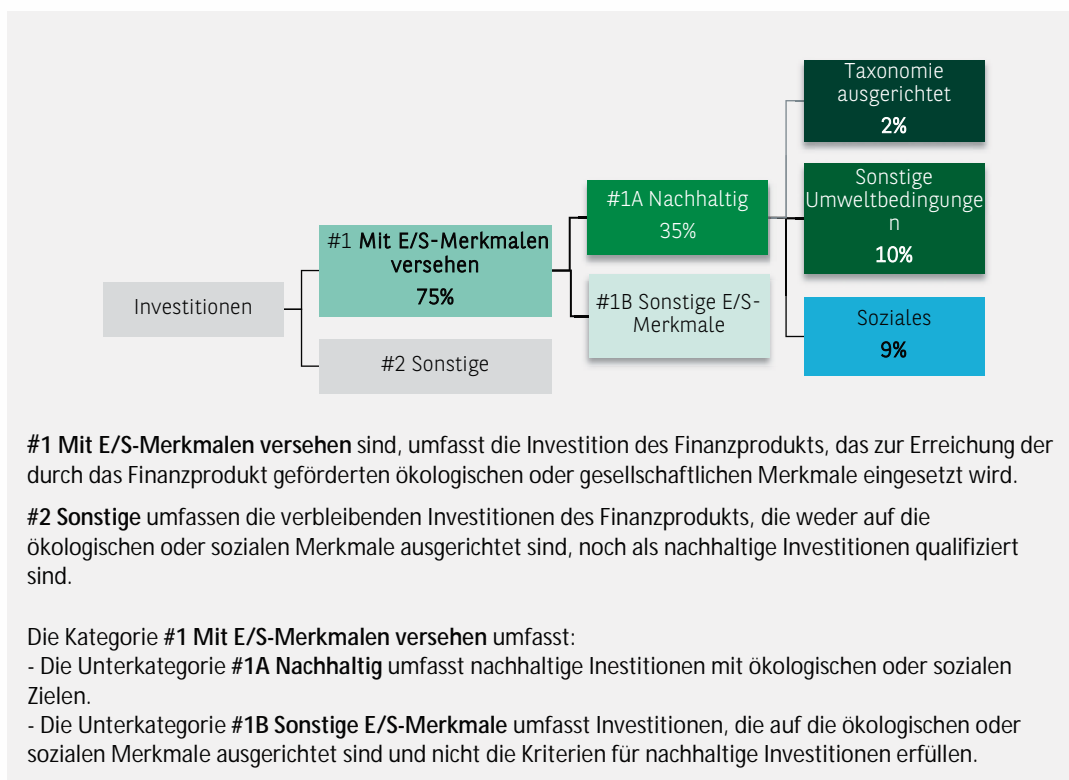 Taxonomie
ausgerichtet
2%
Sonstige
Umweltbedingunge
n
10%
#1A Nachhaltig
35%
#1 Mit E/S-Merkmalen
versehen
75%
Investitionen
#1B Sonstige E/S-
Merkmale
Soziales
9%
#2 Sonstige
#1 Mit E/S-Merkmalen versehen sind, umfasst die Investition des Finanzprodukts, das zur Erreichung der
durch das Finanzprodukt geförderten ökologischen oder gesellschaftlichen Merkmale eingesetzt wird.
#2 Sonstige umfassen die verbleibenden Investitionen des Finanzprodukts, die weder auf die
ökologischen oder sozialen Merkmale ausgerichtet sind, noch als nachhaltige Investitionen qualifiziert
sind.
Die Kategorie #1 Mit E/S-Merkmalen versehen umfasst:
- Die Unterkategorie #1A Nachhaltig umfasst nachhaltige Inestitionen mit ökologischen oder sozialen
Zielen.
- Die Unterkategorie #1B Sonstige E/S-Merkmale umfasst Investitionen, die auf die ökologischen oder
sozialen Merkmale ausgerichtet sind und nicht die Kriterien für nachhaltige Investitionen erfüllen.